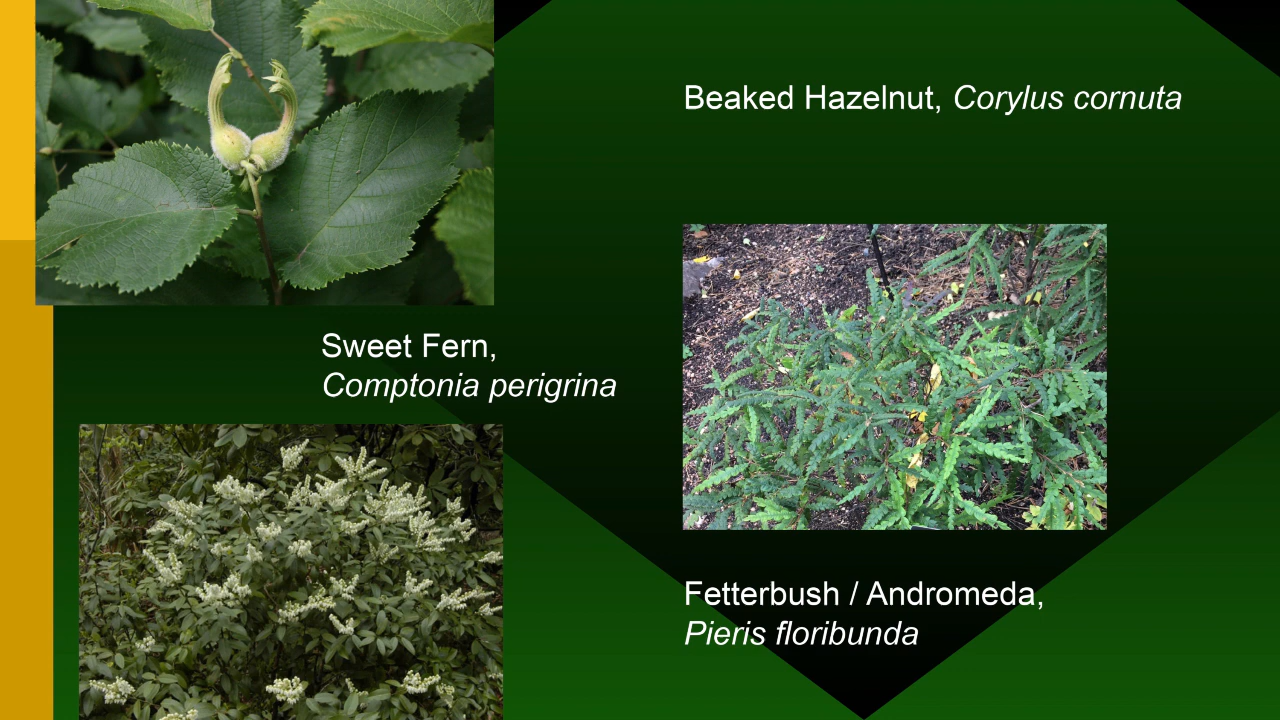 Beaked Hazelnut, Corylus cornuta
Sweet Fern,
Comptonia perigrina
Fetterbush / Andromeda,
Pieris floribunda